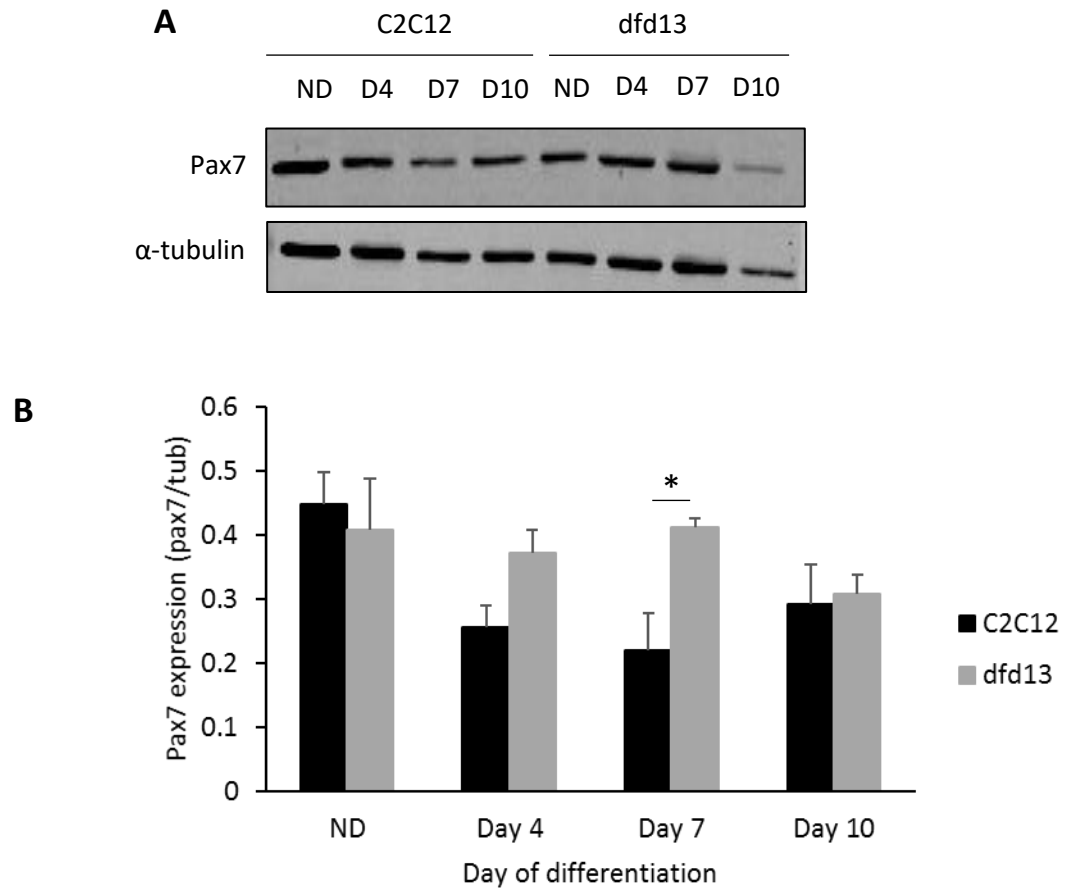 A
C2C12 dfd13
ND D4 D7 D10 ND D4 D7 D10
Pax7
α-tubulin
B
Pax7 expression (pax7/tub)
0.6
0.5
0.4
0.3
0.2
0.1
0
*
ND Day 4 Day 7 Day 10
Day of differentiation
C2C12
dfd13